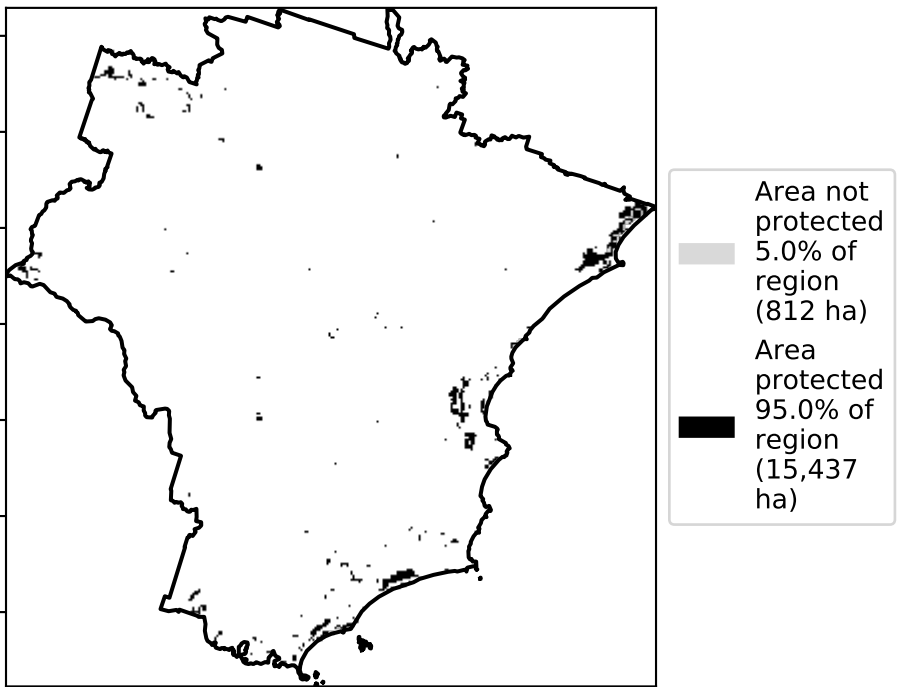 Area not
protected
5.0% of
region
(812 ha)
Area
protected
95.0% of
region
(15,437
ha)